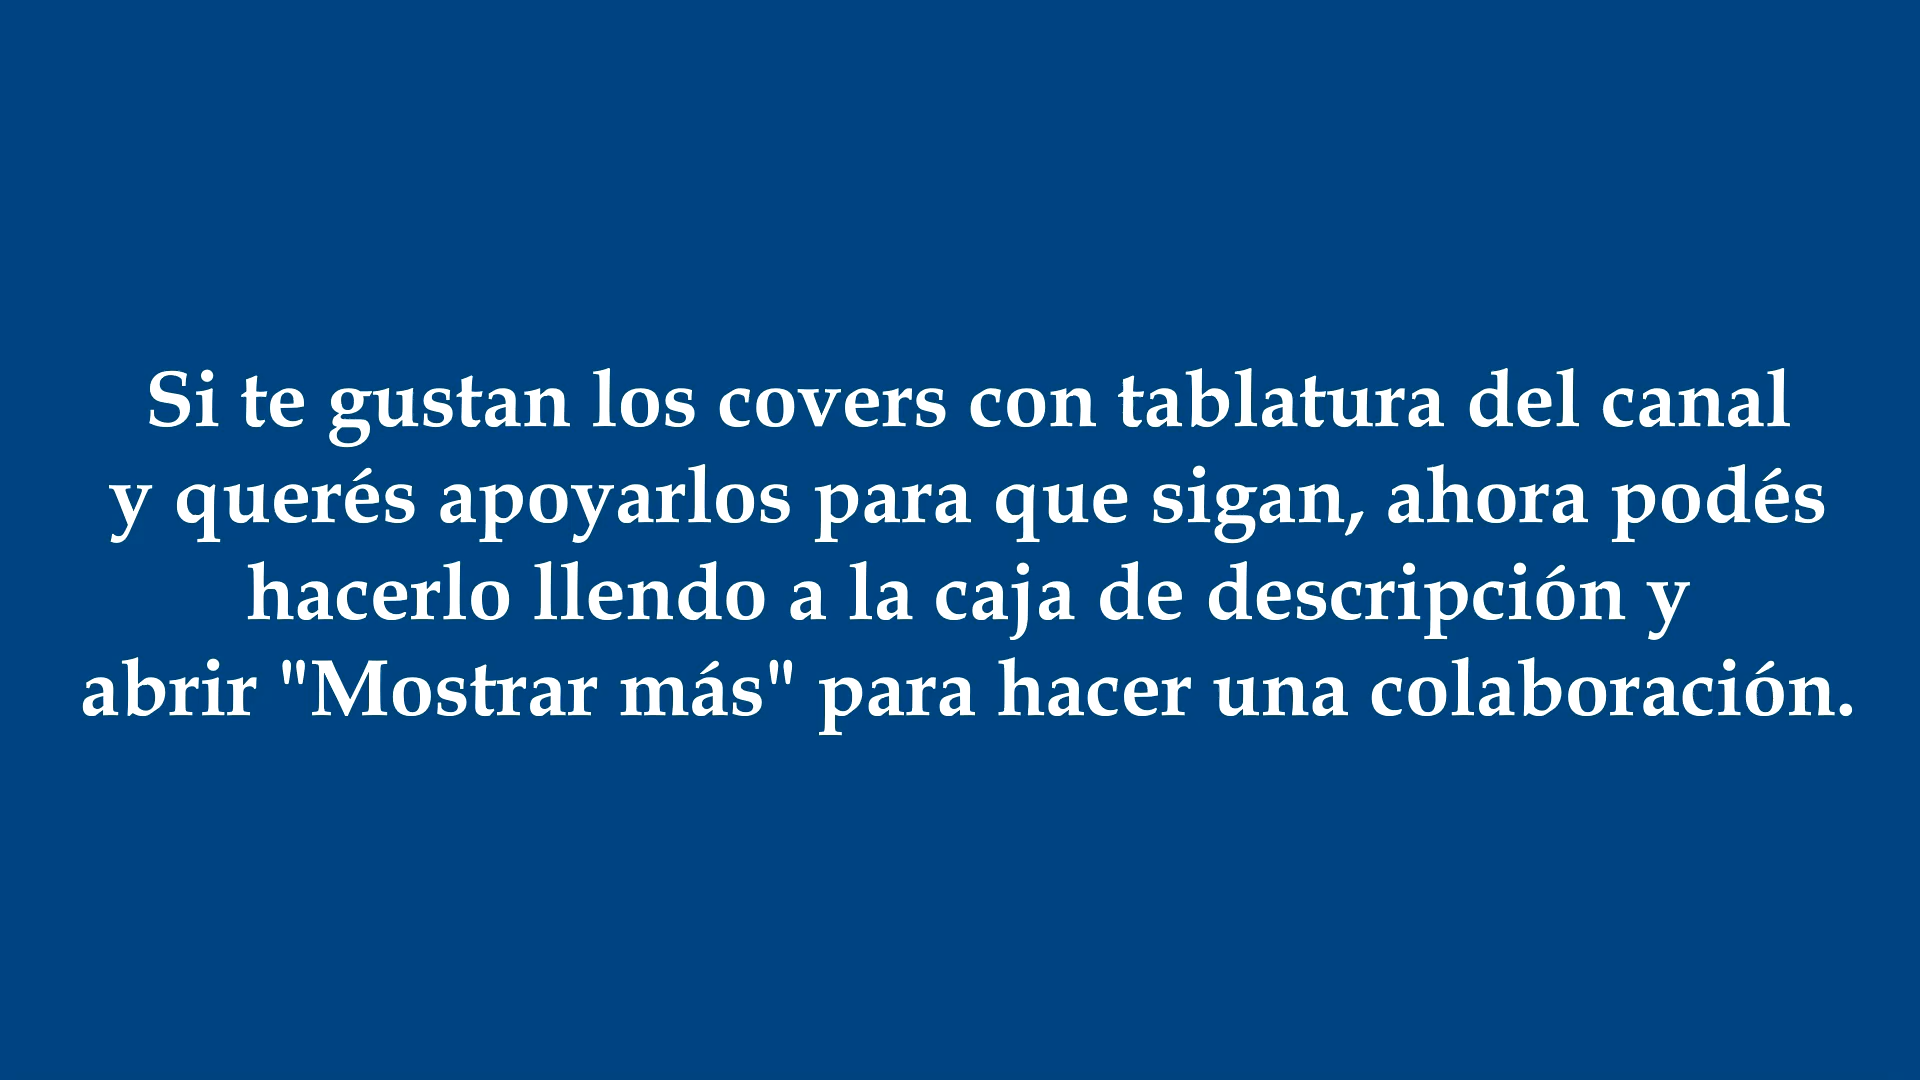 Si te gustan los covers con tablatura del canal
y querés apoyarlos para que sigan, ahora podés
hacerlo llendo a la caja de descripción y
abrir "Mostrar más" para hacer una colaboración.